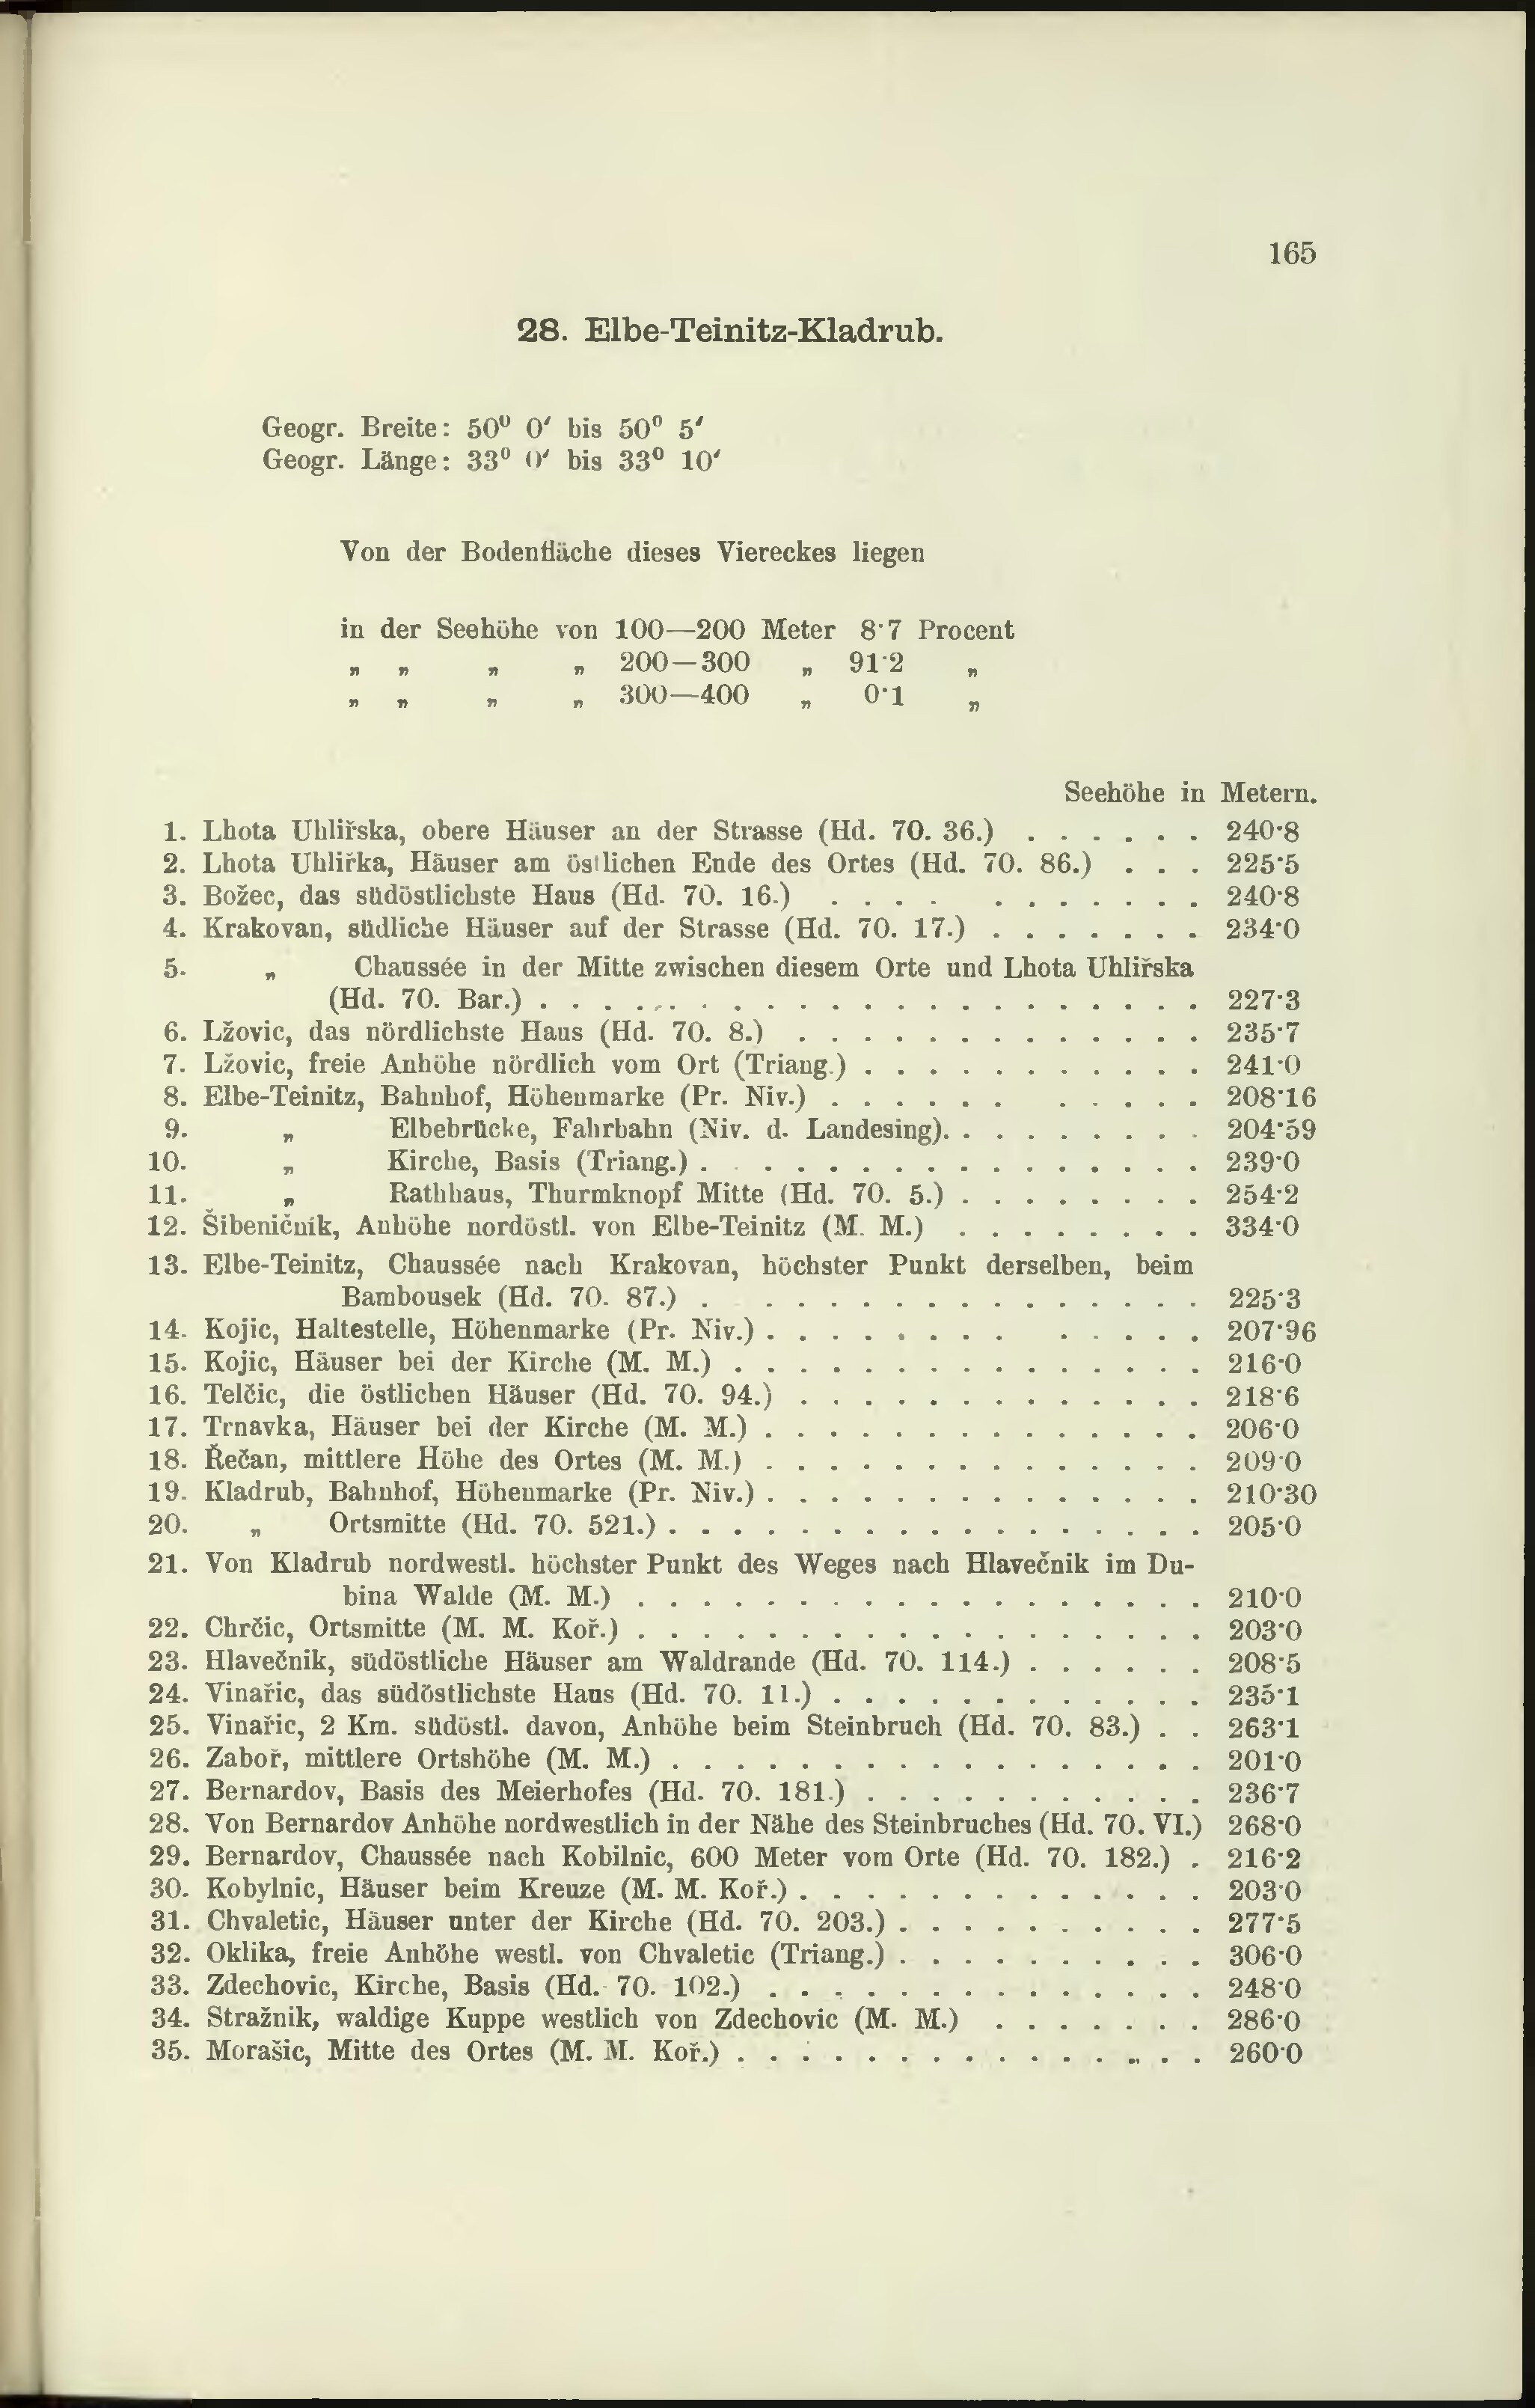 165
28. Elbe-Teinitz-Kladrub.
Geogr. Breite: 50⁰ 0′ bis 50⁰ 5′
Geogr. Länge: 33⁰ 0′ bis 33⁰ 10′
Von der Bodenfläche dieses Viereckes liegen
in der Seehöhe von 100—200 Meter 8·7 Procent
„ „ „ „ 200—300 „ 91·2 „
„ „ „ „ 300—400 „ 0·1 „
Seehöhe in Metern.
1. Lhota Uhliřska, obere Häuser an der Strasse (Hd. 70. 36.) . . . . . . 240·8
2. Lhota Uhliřka, Häuser am östlichen Ende des Ortes (Hd. 70. 86.) . . . 225·5
3. Božec, das südöstlichste Haus (Hd. 70. 16.) . . . . . . . . . . . 240·8
4. Krakovan, südliche Häuser auf der Strasse (Hd. 70. 17.) . . . . . . . 234·0
5. „ Chaussée in der Mitte zwischen diesem Orte und Lhota Uhliřska
(Hd. 70. Bar.) . . . . . . . . . . . . . . . . . . . . . 227·3
6. Lžovic, das nördlichste Haus (Hd. 70. 8.) . . . . . . . . . . . . . 235·7
7. Lžovic, freie Anhöhe nördlich vom Ort (Triang.) . . . . . . . . . . . 241·0
8. Elbe-Teinitz, Bahnhof, Höhenmarke (Pr. Niv.) . . . . . . . . . . . 208·16
9. „ Elbebrücke, Fahrbahn (Niv. d. Landesing). . . . . . . . . 204·59
10. „ Kirche, Basis (Triang.) . . . . . . . . . . . . . . . . 239·0
11. „ Rathhaus, Thurmknopf Mitte (Hd. 70. 5.) . . . . . . . . 254·2
12. Šibeničník, Anhöhe nordöstl. von Elbe-Teinitz (M. M.) . . . . . . . . 334·0
13. Elbe-Teinitz, Chaussée nach Krakovan, höchster Punkt derselben, beim
Bambousek (Hd. 70. 87.) . . . . . . . . . . . . . . . 225·3
14. Kojic, Haltestelle, Höhenmarke (Pr. Niv.) . . . . . . . . . . . . . 207·96
15. Kojic, Häuser bei der Kirche (M. M.) . . . . . . . . . . . . . . . 216·0
16. Telčic, die östlichen Häuser (Hd. 70. 94.) . . . . . . . . . . . . . 218·6
17. Trnavka, Häuser bei der Kirche (M. M.) . . . . . . . . . . . . . . 206·0
18. Řečan, mittlere Höhe des Ortes (M. M.) . . . . . . . . . . . . . . 209·0
19. Kladrub, Bahnhof, Höhenmarke (Pr. Niv.) . . . . . . . . . . . . . . 210·30
20. „ Ortsmitte (Hd. 70. 521.) . . . . . . . . . . . . . . . . . 205·0
21. Von Kladrub nordwestl. höchster Punkt des Weges nach Hlavečnik im Du-
bina Walde (M. M.) . . . . . . . . . . . . . . . . . . 210·0
22. Chrčic, Ortsmitte (M. M. Koř.) . . . . . . . . . . . . . . . . . . 203·0
23. Hlavečnik, südöstliche Häuser am Waldrande (Hd. 70. 114.) . . . . . . 208·5
24. Vinařic, das südöstlichste Haus (Hd. 70. 11.) . . . . . . . . . . . . 235·1
25. Vinařic, 2 Km. südöstl. davon, Anhöhe beim Steinbruch (Hd. 70. 83.) . . 263·1
26. Zaboř, mittlere Ortshöhe (M. M.) . . . . . . . . . . . . . . . . . 201·0
27. Bernardov, Basis des Meierhofes (Hd. 70. 181.) . . . . . . . . . . . 236·7
28. Von Bernardov Anhöhe nordwestlich in der Nähe des Steinbruches (Hd. 70. VI.) 268·0
29. Bernardov, Chaussée nach Kobilnic, 600 Meter vom Orte (Hd. 70. 182.) . 216·2
30. Kobylnic, Häuser beim Kreuze (M. M. Koř.) . . . . . . . . . . . . . 203·0
31. Chvaletic, Häuser unter der Kirche (Hd. 70. 203.) . . . . . . . . . . 277·5
32. Oklika, freie Anhöhe westl. von Chvaletic (Triang.) . . . . . . . . . . 306·0
33. Zdechovic, Kirche, Basis (Hd. 70. 102.) . . . . . . . . . . . . . . 248·0
34. Stražnik, waldige Kuppe westlich von Zdechovic (M. M.) . . . . . . . 286·0
35. Morašic, Mitte des Ortes (M. M. Koř.) . . . . . . . . . . . . . . . 260·0